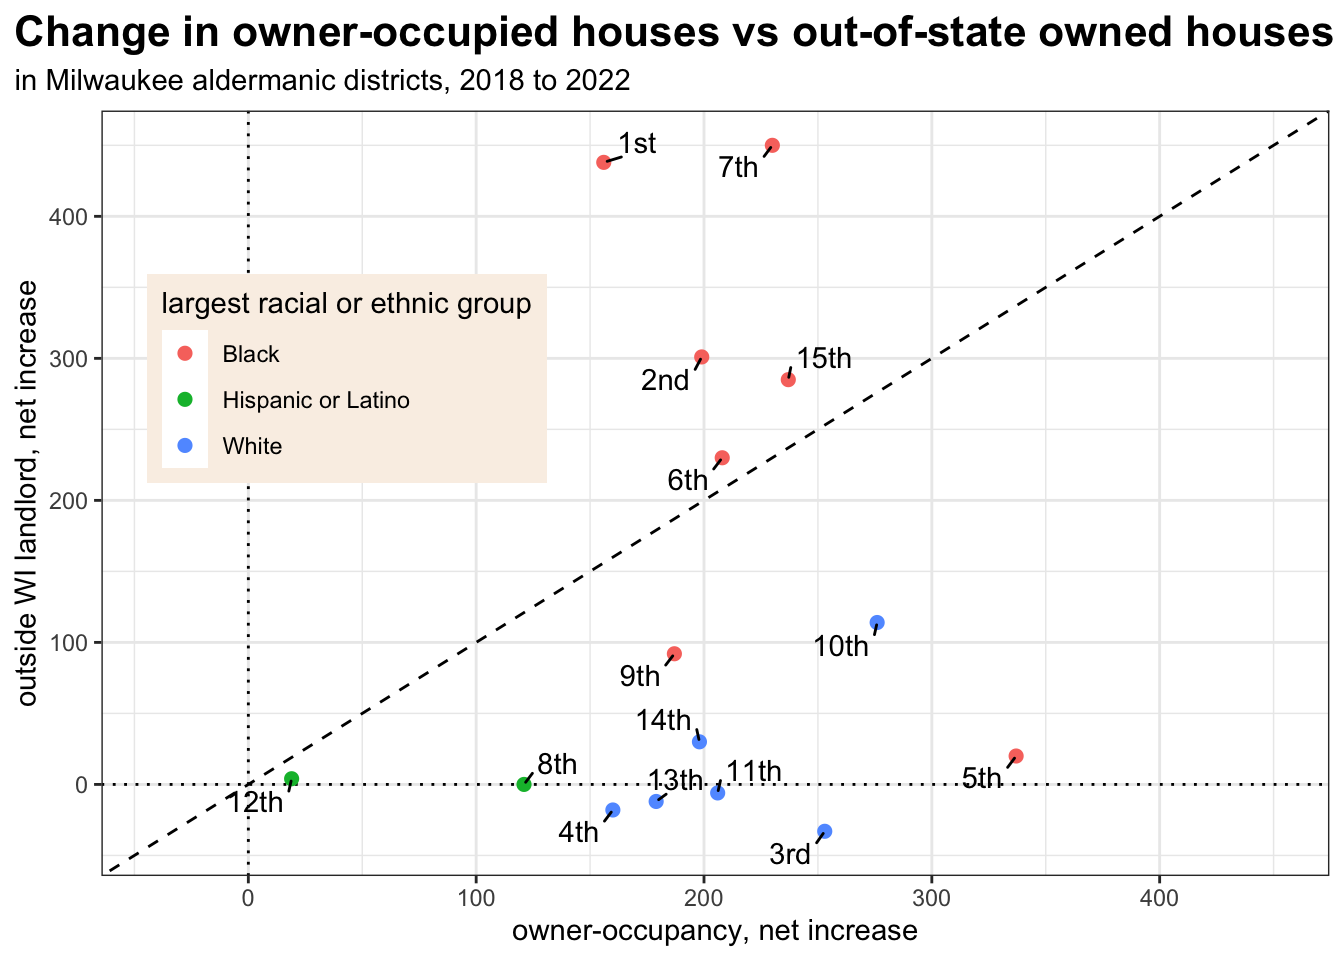 Change in owner-occupied houses vs out-of-state owned houses
in Milwaukee aldermanic districts, 2018 to 2022
1st
7th
400
largest racial or ethnic group
Black
Hispanic or Latino
White
300
2nd
15th
6th
200
outside WI landlord, net increase
100
10th
9th
14th
8th
13th
11th
5th
0
12th
4th
3rd
0
100
200
300
400
owner-occupancy, net increase